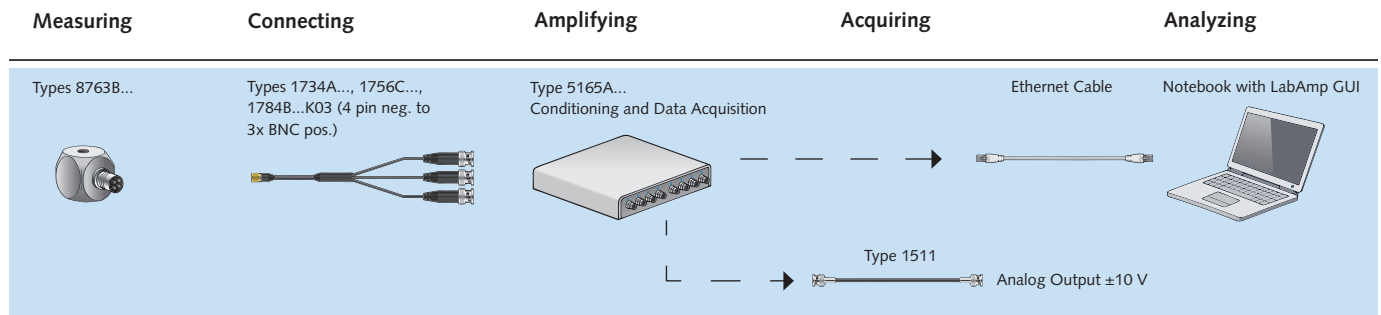 Measuring
Connecting
Amplifying
Acquiring
Analyzing
Types 8763B...
Types 1734A..., 1756C...,
1784B...K03 (4 pin neg. to
3x BNC pos.)
Type 5165A...
Conditioning and Data Acquisition
Ethernet Cable
Notebook with LabAmp GUI
Type 1511
Analog Output ±10 V